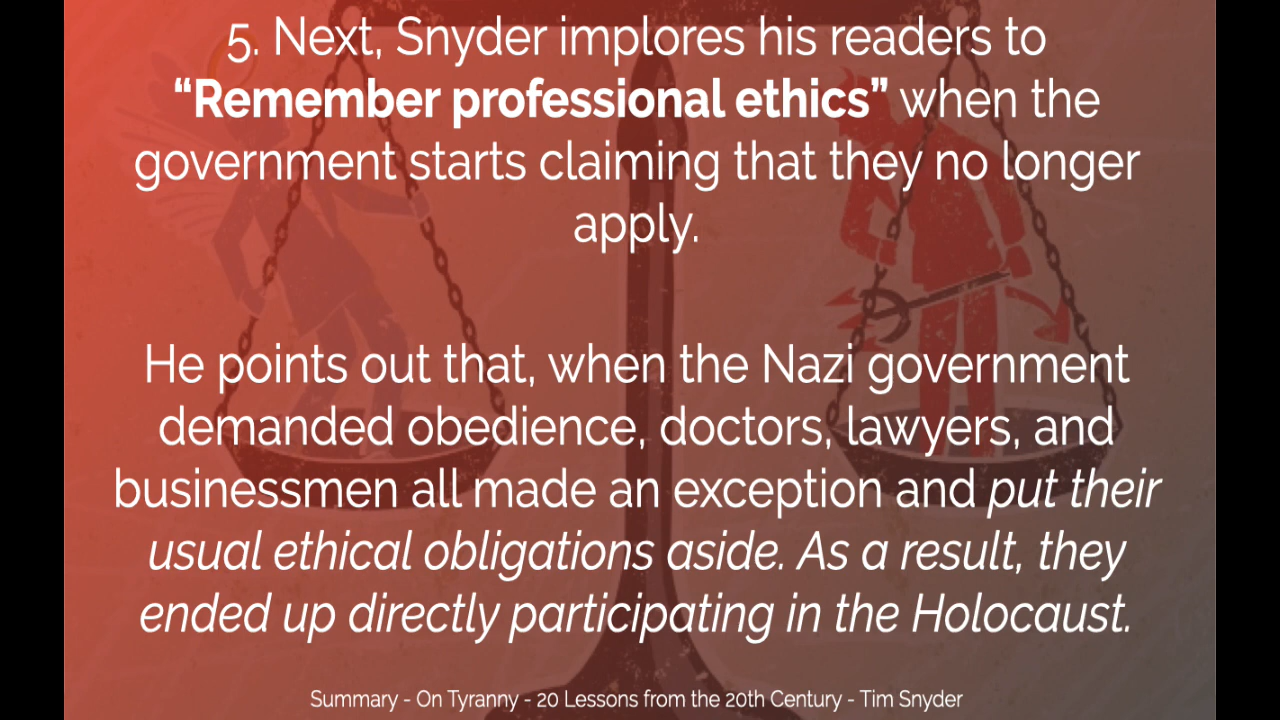 5. Next, Snyder implores his readers to
“Remember professional ethics” when the
government starts claiming that they no longer
apply.
He points out that, when the Nazi government
demanded obedience, doctors, lawyers, and
businessmen all made an exception and put their
usual ethical obligations aside. As a result, they
ended up directly participating in the Holocaust.
Summary - On Tyranny - 20 Lessons from the 20th Century - Tim Snyder